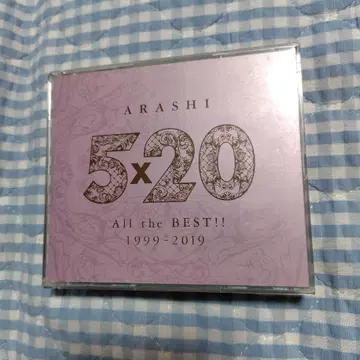 ARASHI
5x20
All the BEST!!
1999-2019